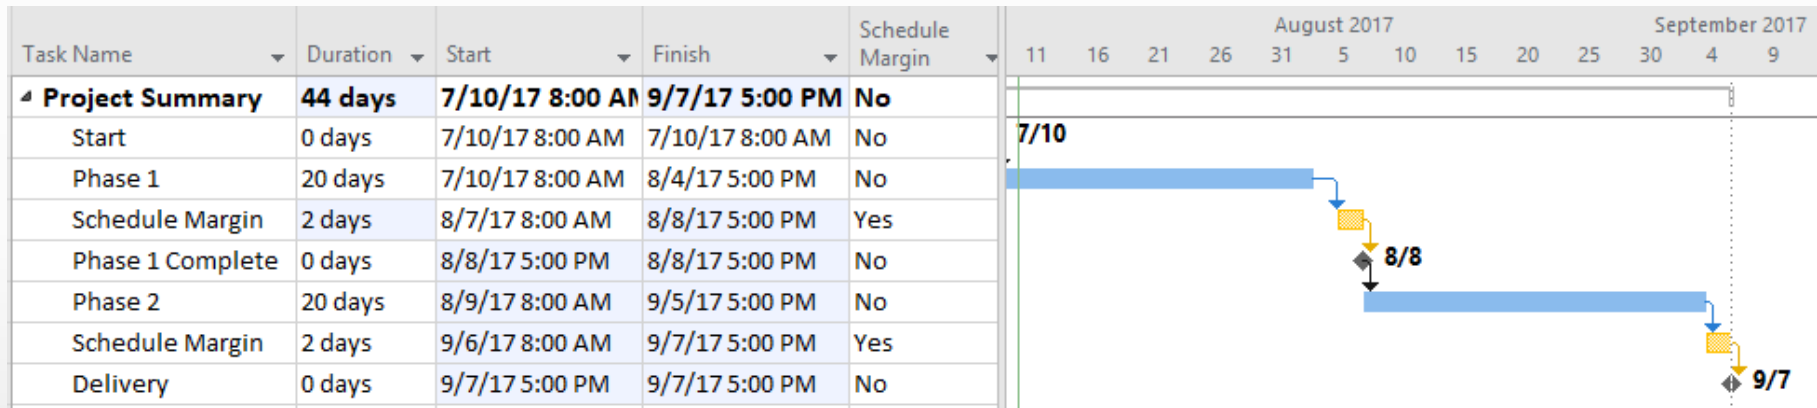 August 2017 September 2017
Task Name Duration Start Finish Schedule Margin 11 16 21 26 31 5 10 15 20 25 30 4 9
Project Summary 44 days 7/10/17 8:00 AM 9/7/17 5:00 PM No
Start 0 days 7/10/17 8:00 AM 7/10/17 8:00 AM No 7/10
Phase 1 20 days 7/10/17 8:00 AM 8/4/17 5:00 PM No
Schedule Margin 2 days 8/7/17 8:00 AM 8/8/17 5:00 PM Yes
Phase 1 Complete 0 days 8/8/17 5:00 PM 8/8/17 5:00 PM No 8/8
Phase 2 20 days 8/9/17 8:00 AM 9/5/17 5:00 PM No
Schedule Margin 2 days 9/6/17 8:00 AM 9/7/17 5:00 PM Yes
Delivery 0 days 9/7/17 5:00 PM 9/7/17 5:00 PM No 9/7